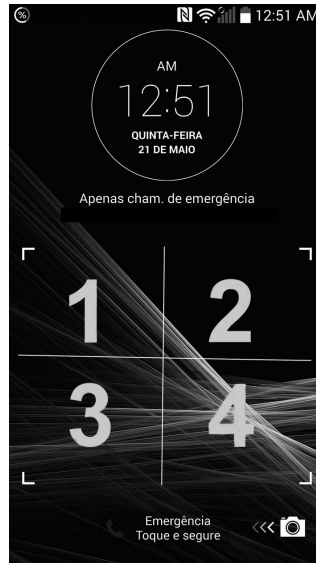 12:51 AM
AM
12:51
QUINTA-FEIRA
21 DE MAIO
Apenas cham. de emergência
1 2
3 4
Emergência
Toque e segure